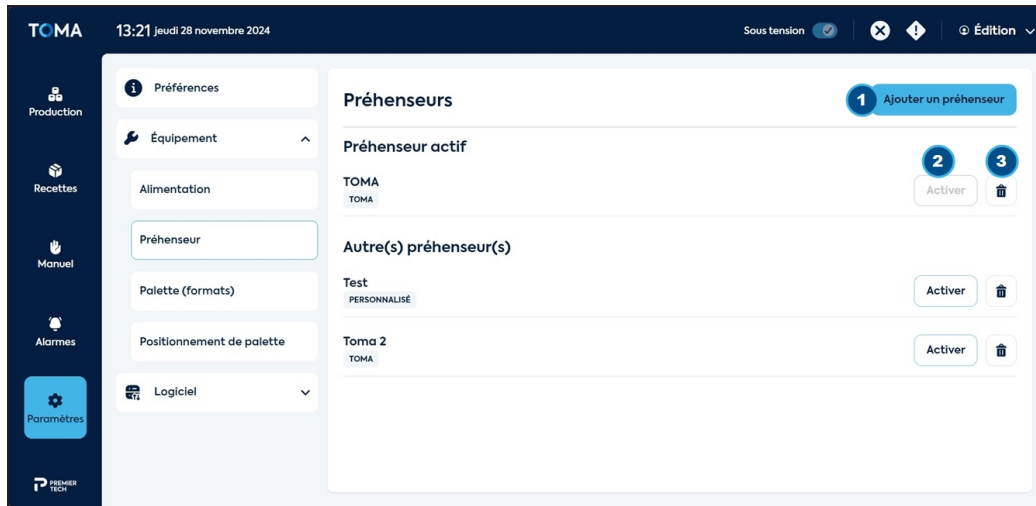 TOMA
13:21 jeudi 28 novembre 2024
Sous tension
Édition
Production
Recettes
Manuel
Alarmes
Paramètres
PREMIER
TECH
Préférences
Équipement
Alimentation
Préhenseur
Palette (formats)
Positionnement de palette
Logiciel
Préhenseurs
1 Ajouter un préhenseur
Préhenseur actif
2 3
TOMA
TOMA
Activer
Autre(s) préhenseur(s)
Test
PERSONNALISÉ
Activer
Toma 2
TOMA
Activer